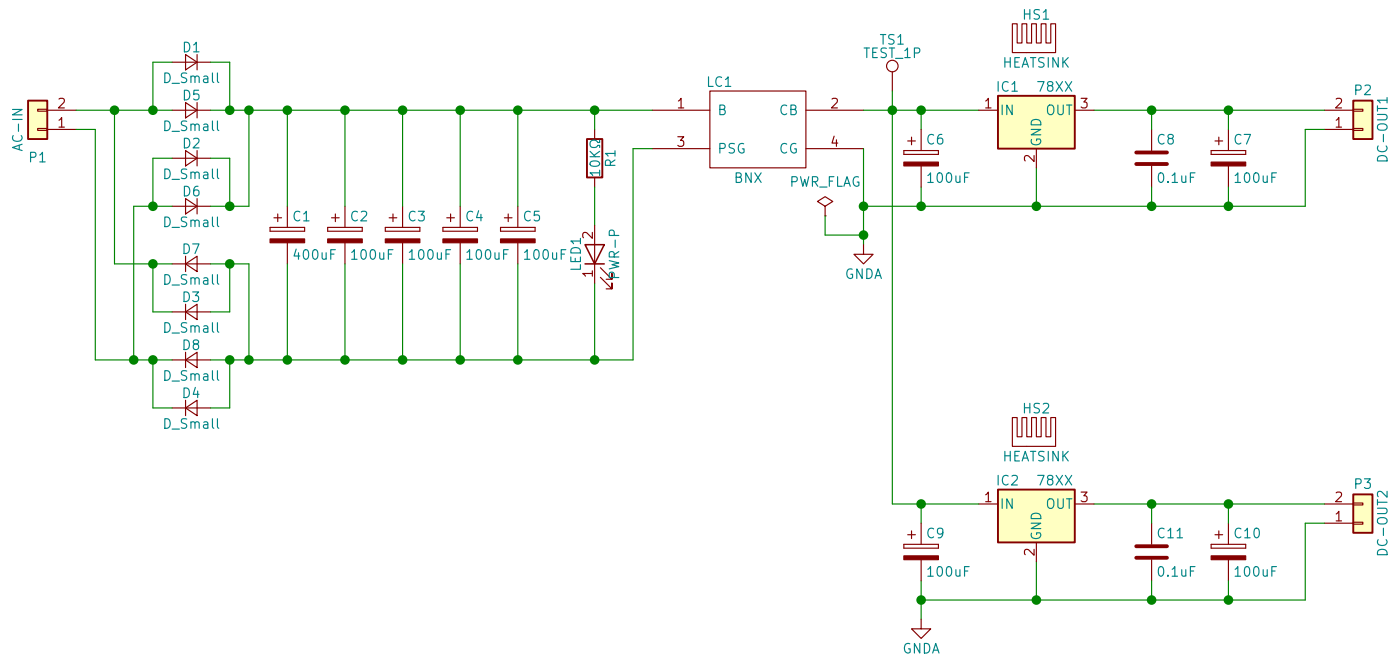 AC-IN
2
1
P1
D1
D_Small
D5
D_Small
D2
D_Small
D6
D_Small
D7
D_Small
D3
D_Small
D8
D_Small
D4
D_Small
+ C1
400uF
+ C2
100uF
+ C3
100uF
+ C4
100uF
+ C5
100uF
10KΩ
R1
LED1
2
1
PWR-P
LC1
1
B
CB
2
3
PSG
CG
4
BNX
PWR_FLAG
GNDA
TS1
TEST_1P
+ C6
100uF
HS1
HEATSINK
IC1 78XX
1
IN
OUT
3
GND
2
C8
0.1uF
+ C7
100uF
P2
2
1
DC-OUT1
+ C9
100uF
GNDA
HS2
HEATSINK
IC2 78XX
1
IN
OUT
3
GND
2
C11
0.1uF
+ C10
100uF
P3
2
1
DC-OUT2